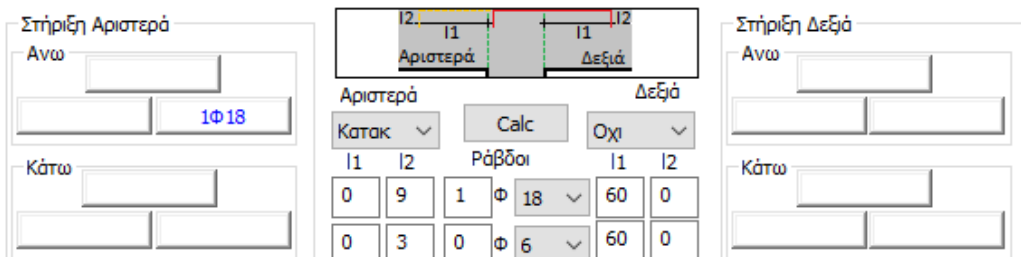 Στήριξη Αριστερά
Ανω
1Φ18
Κάτω
l2 l2
l1 l1
Αριστερά Δεξιά
Αριστερά Δεξιά
Κατακ Calc Οχι
l1 l2 Ράβδοι l1 l2
0 9 1 Φ 18 60 0
0 3 0 Φ 6 60 0
Στήριξη Δεξιά
Ανω
Κάτω